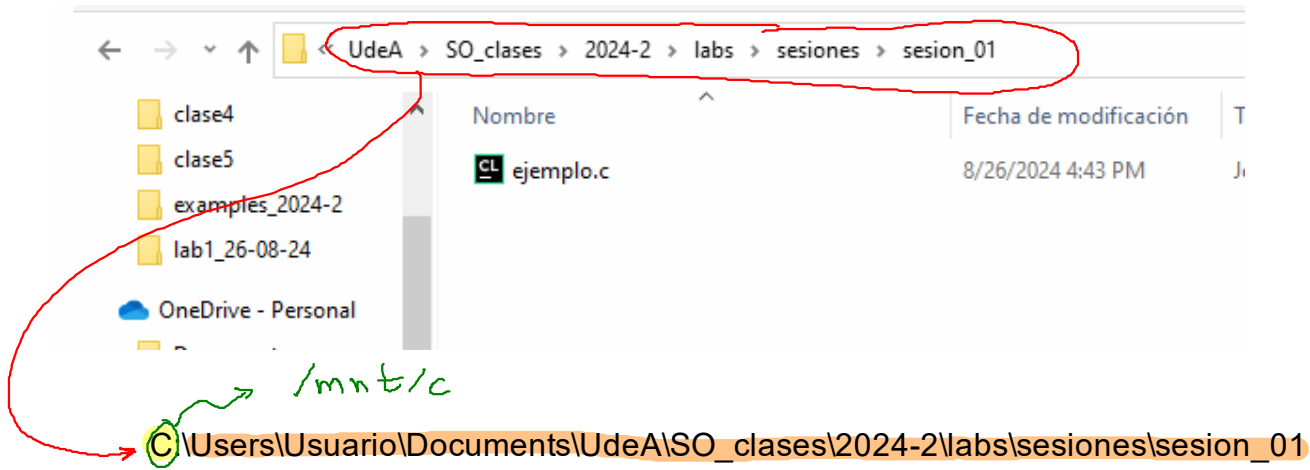 UdeA > SO_clases > 2024-2 > labs > sesiones > sesion_01
clase4
Nombre
Fecha de modificación
T
clase5
CL ejemplo.c
8/26/2024 4:43 PM
examples_2024-2
lab1_26-08-24
OneDrive - Personal
/mnt/c
C:\Users\Usuario\Documents\UdeA\SO_clases\2024-2\labs\sesiones\sesion_01